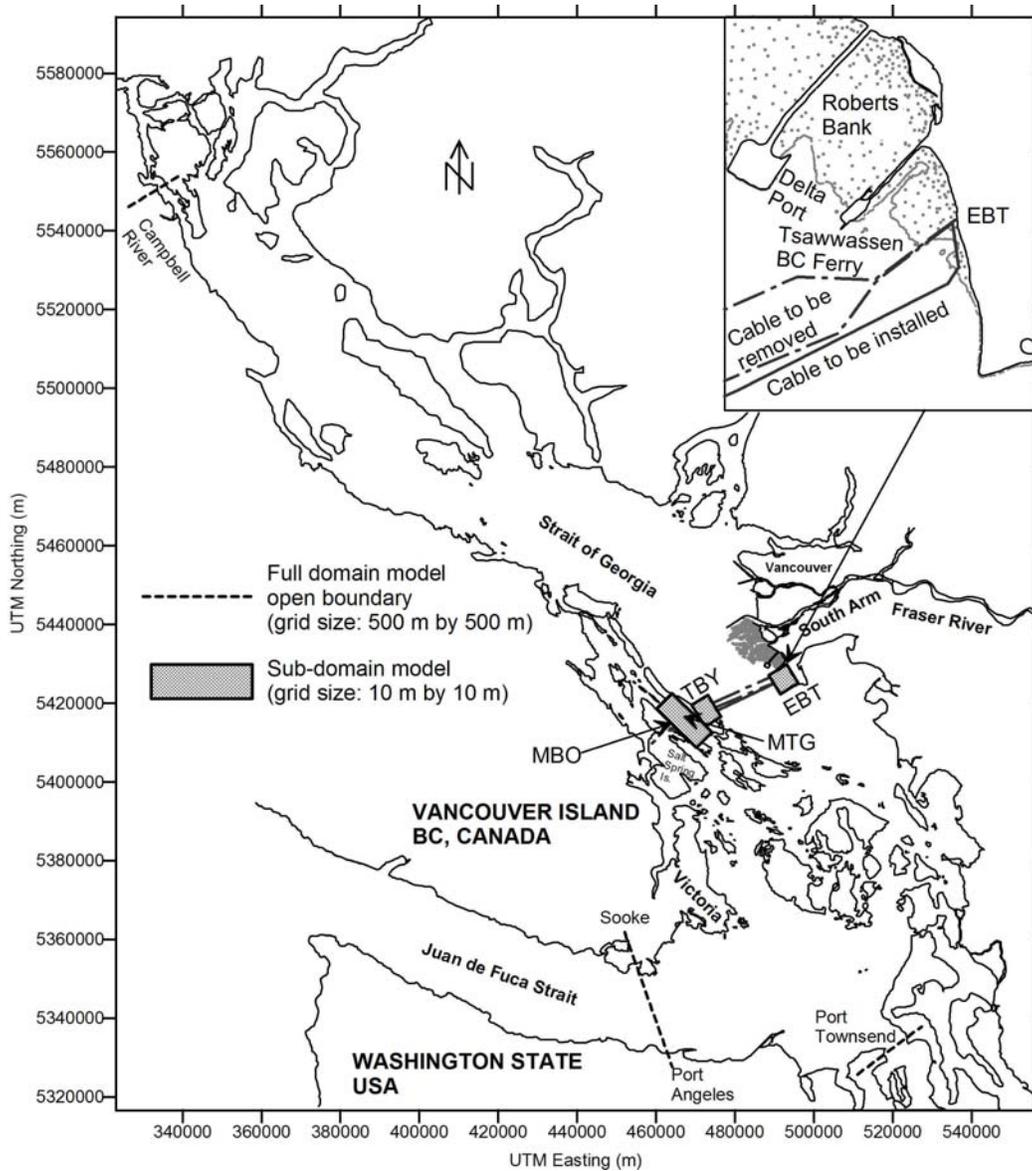 5580000
5560000
5540000
5520000
5500000
5480000
5460000
5440000
5420000
5400000
5380000
5360000
5340000
5320000
UTM Northing (m)
340000
360000
380000
400000
420000
440000
460000
480000
500000
520000
540000
UTM Easting (m)
N
Campbell
River
Roberts
Bank
Delta
Port
EBT
Tsawwassen
BC Ferry
Cable to be
removed
Cable to be installed
Strait of Georgia
Vancouver
South Arm
Fraser River
Full domain model
open boundary
(grid size: 500 m by 500 m)
Sub-domain model
(grid size: 10 m by 10 m)
TBY
EBT
MBO
MTG
Salt
Spring
Is.
VANCOUVER ISLAND
BC, CANADA
Victoria
Sooke
Juan de Fuca Strait
Port
Townsend
WASHINGTON STATE
USA
Port
Angeles